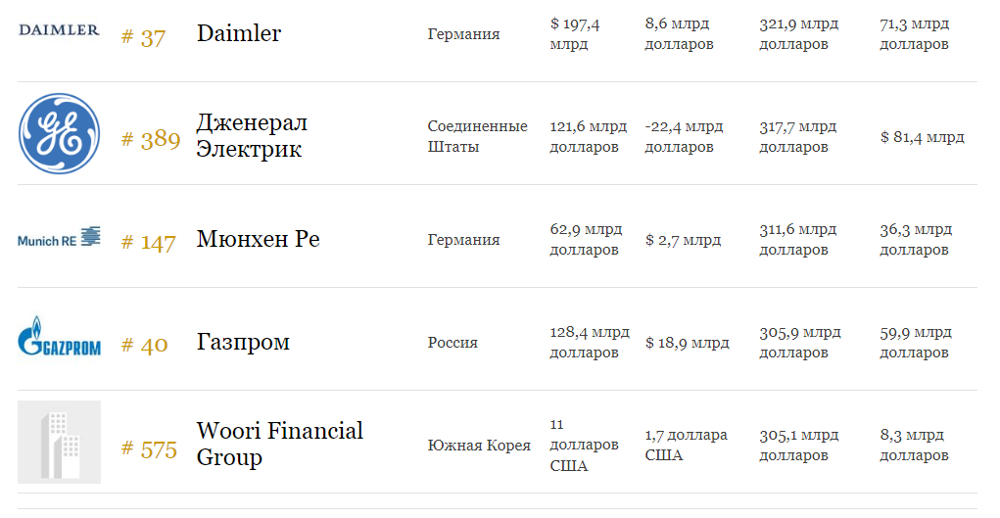 DAIMLER
# 37
Daimler
Германия
$ 197,4
млрд
8,6 млрд
долларов
321,9 млрд
долларов
71,3 млрд
долларов
GE
# 389
Дженерал
Электрик
Соединенные
Штаты
121,6 млрд
долларов
-22,4 млрд
долларов
317,7 млрд
долларов
$ 81,4 млрд
Munich RE
# 147
Мюнхен Ре
Германия
62,9 млрд
долларов
$ 2,7 млрд
311,6 млрд
долларов
36,3 млрд
долларов
GAZPROM
# 40
Газпром
Россия
128,4 млрд
долларов
$ 18,9 млрд
305,9 млрд
долларов
59,9 млрд
долларов
# 575
Woori Financial
Group
Южная Корея
11
долларов
США
1,7 доллара
США
305,1 млрд
долларов
8,3 млрд
долларов